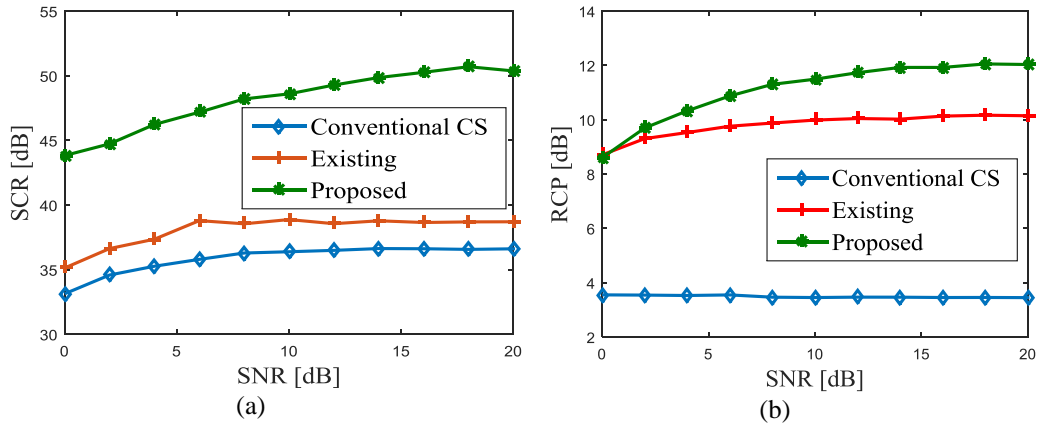 55
50
45
40
35
30
SCR [dB]
Conventional CS
Existing
Proposed
0 5 10 15 20
SNR [dB]
(a)
14
12
10
8
6
4
2
RCP [dB]
Conventional CS
Existing
Proposed
0 5 10 15 20
SNR [dB]
(b)